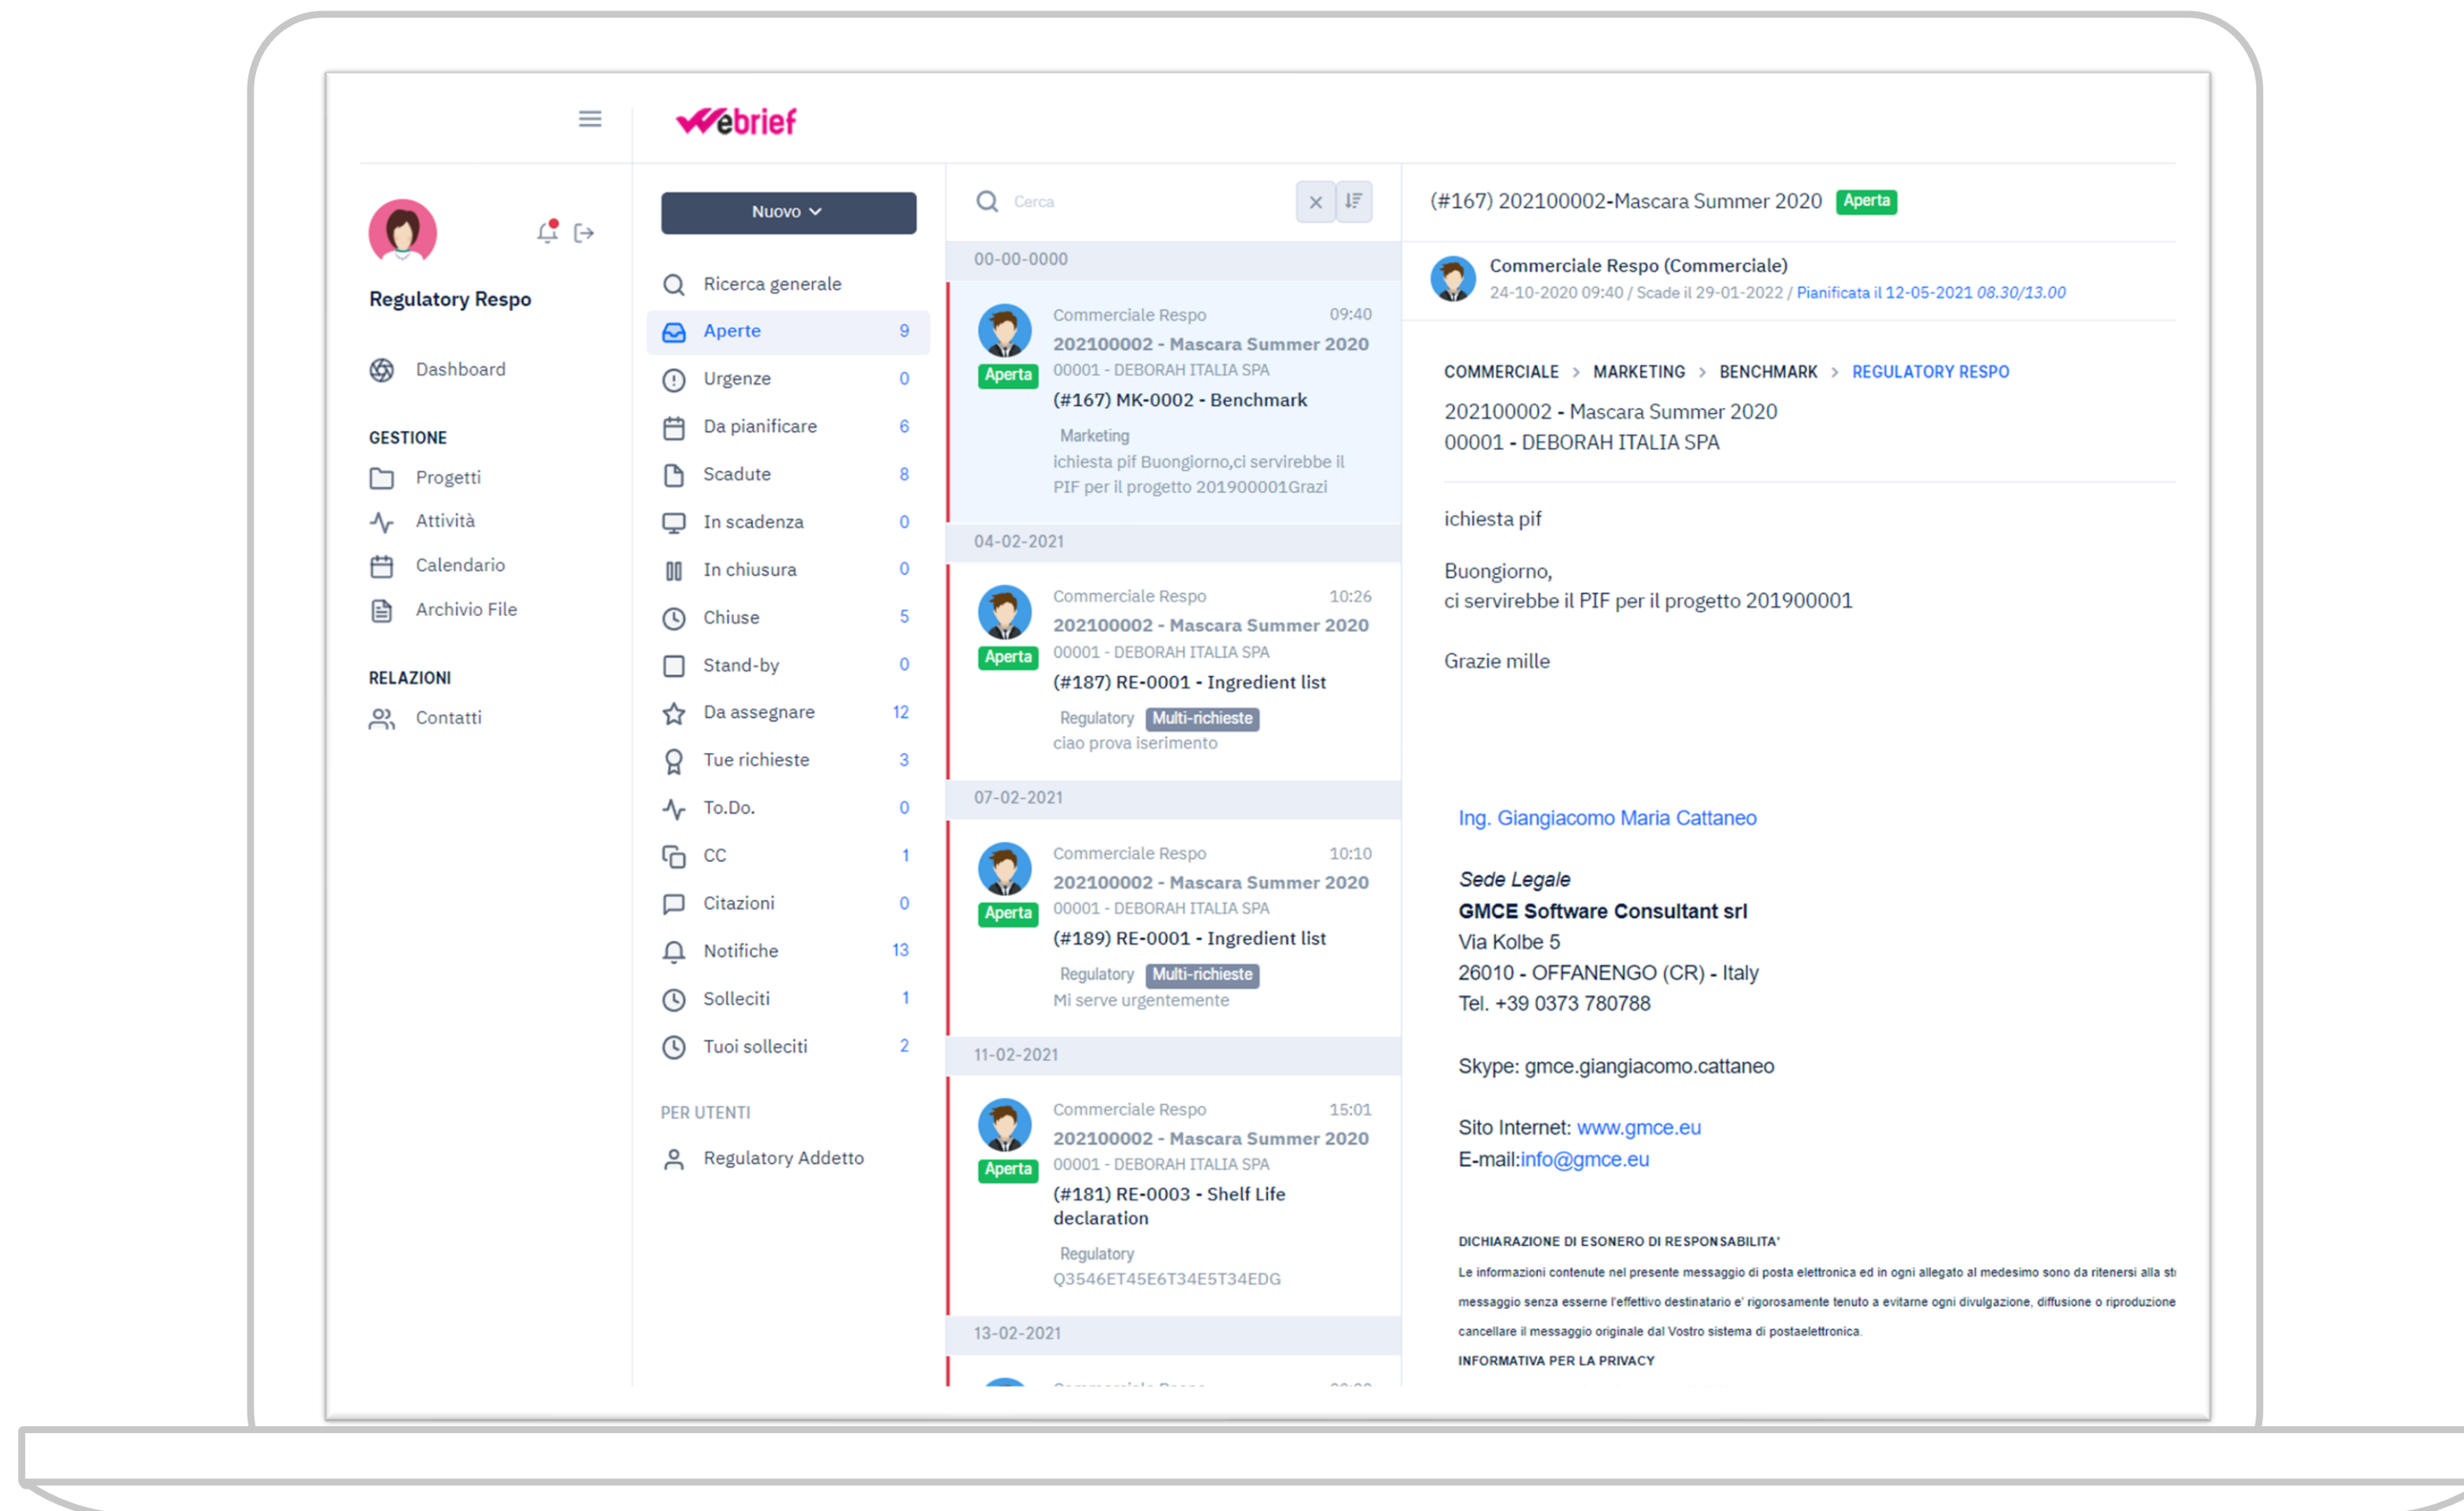 Webrief
Regulatory Respo
Dashboard
GESTIONE
Progetti
Attività
Calendario
Archivio File
RELAZIONI
Contatti
Nuovo
Ricerca generale
Aperte 9
Urgenze 0
Da pianificare 6
Scadute 8
In scadenza 0
In chiusura 0
Chiuse 5
Stand-by 0
Da assegnare 12
Tue richieste 3
To.Do. 0
CC 1
Citazioni 0
Notifiche 13
Solleciti 1
Tuoi solleciti 2
PER UTENTI
Regulatory Addetto
Cerca
00-00-0000
Commerciale Respo 09:40
202100002 - Mascara Summer 2020
Aperta
00001 - DEBORAH ITALIA SPA
(#167) MK-0002 - Benchmark
Marketing
ichiesta pif Buongiorno,ci servirebbe il
PIF per il progetto 201900001Grazi
04-02-2021
Commerciale Respo 10:26
202100002 - Mascara Summer 2020
Aperta
00001 - DEBORAH ITALIA SPA
(#187) RE-0001 - Ingredient list
Regulatory Multi-richieste
ciao prova iserimento
07-02-2021
Commerciale Respo 10:10
202100002 - Mascara Summer 2020
Aperta
00001 - DEBORAH ITALIA SPA
(#189) RE-0001 - Ingredient list
Regulatory Multi-richieste
Mi serve urgentemente
11-02-2021
Commerciale Respo 15:01
202100002 - Mascara Summer 2020
Aperta
00001 - DEBORAH ITALIA SPA
(#181) RE-0003 - Shelf Life
declaration
Regulatory
Q3546ET45E6T34E5T34EDG
13-02-2021
(#167) 202100002-Mascara Summer 2020 Aperta
Commerciale Respo (Commerciale)
24-10-2020 09:40 / Scade il 29-01-2022 / Pianificata il 12-05-2021 08.30/13.00
COMMERCIALE > MARKETING > BENCHMARK > REGULATORY RESPO
202100002 - Mascara Summer 2020
00001 - DEBORAH ITALIA SPA
ichiesta pif
Buongiorno,
ci servirebbe il PIF per il progetto 201900001
Grazie mille
Ing. Giangiacomo Maria Cattaneo
Sede Legale
GMCE Software Consultant srl
Via Kolbe 5
26010 - OFFANENGO (CR) - Italy
Tel. +39 0373 780788
Skype: gmce.giangiacomo.cattaneo
Sito Internet: www.gmce.eu
E-mail:info@gmce.eu
DICHIARAZIONE DI ESONERO DI RESPONSABILITA'
Le informazioni contenute nel presente messaggio di posta elettronica ed in ogni allegato al medesimo sono da ritenersi alla
messaggio senza esserne l'effettivo destinatario e' rigorosamente tenuto a evitarne ogni divulgazione, diffusione o riproduzione
cancellare il messaggio originale dal Vostro sistema di postaelettronica.
INFORMATIVA PER LA PRIVACY